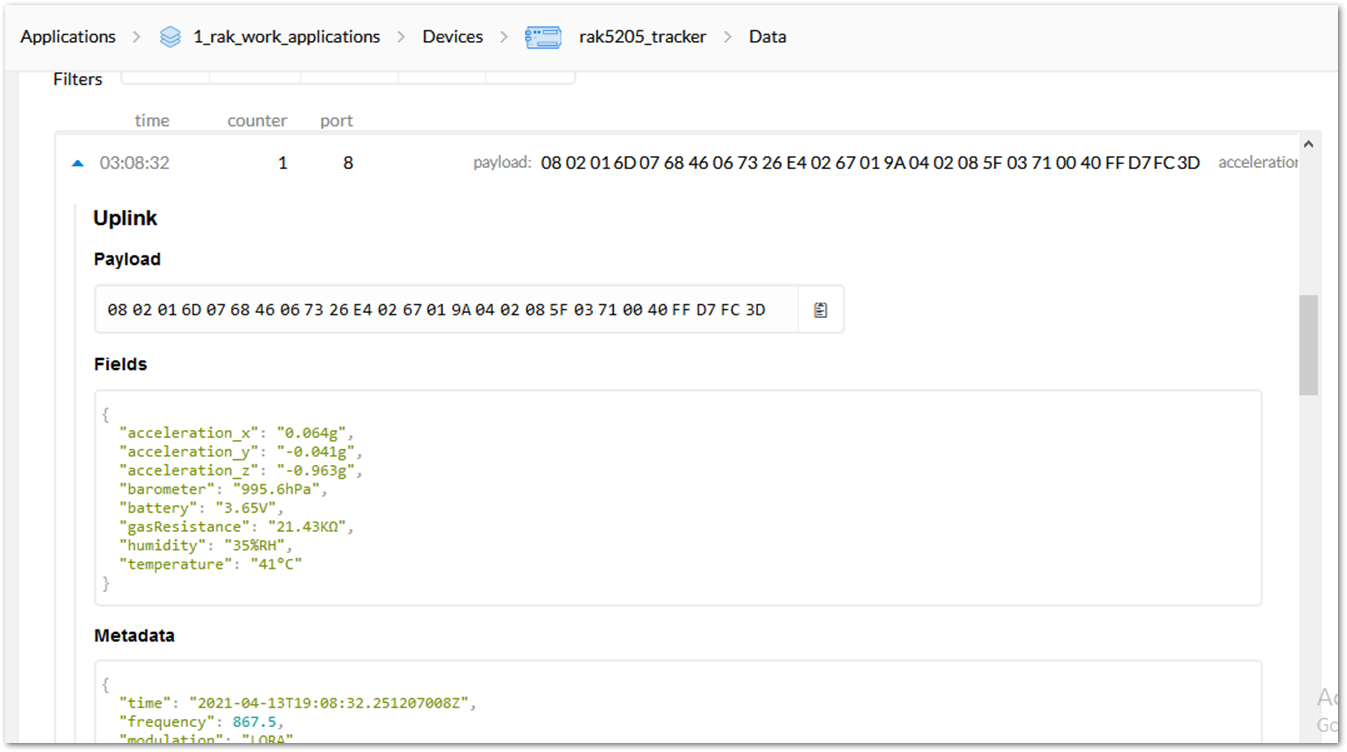 Applications > 1_rak_work_applications > Devices > rak5205_tracker > Data
Filters
time counter port
03:08:32 1 8 payload: 08 02 01 6D 07 68 46 06 73 26 E4 02 67 01 9A 04 02 08 5F 03 71 00 40 FF D7 FC 3D acceleration
Uplink
Payload
08 02 01 6D 07 68 46 06 73 26 E4 02 67 01 9A 04 02 08 5F 03 71 00 40 FF D7 FC 3D
Fields
{
"acceleration_x": "0.064g",
"acceleration_y": "-0.041g",
"acceleration_z": "-0.963g",
"barometer": "995.6hPa",
"battery": "3.65V",
"gasResistance": "21.43KΩ",
"humidity": "35%RH",
"temperature": "41°C"
}
Metadata
{
"time": "2021-04-13T19:08:32.251207008Z",
"frequency": 867.5,
"modulation": "LORA"